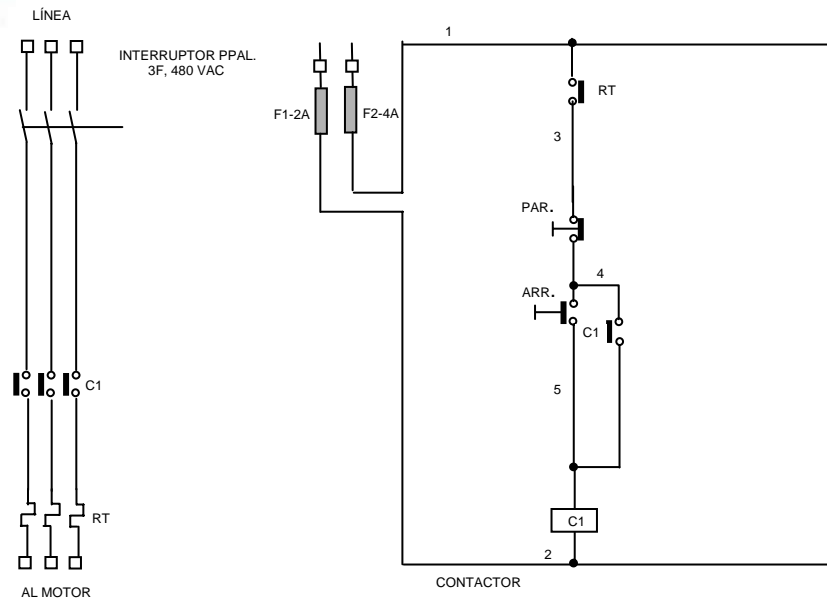 LÍNEA
INTERRUPTOR PPAL.
3F, 480 VAC
C1
RT
AL MOTOR
F1-2A
F2-4A
1
RT
3
PAR.
4
ARR.
C1
5
C1
2
CONTACTOR